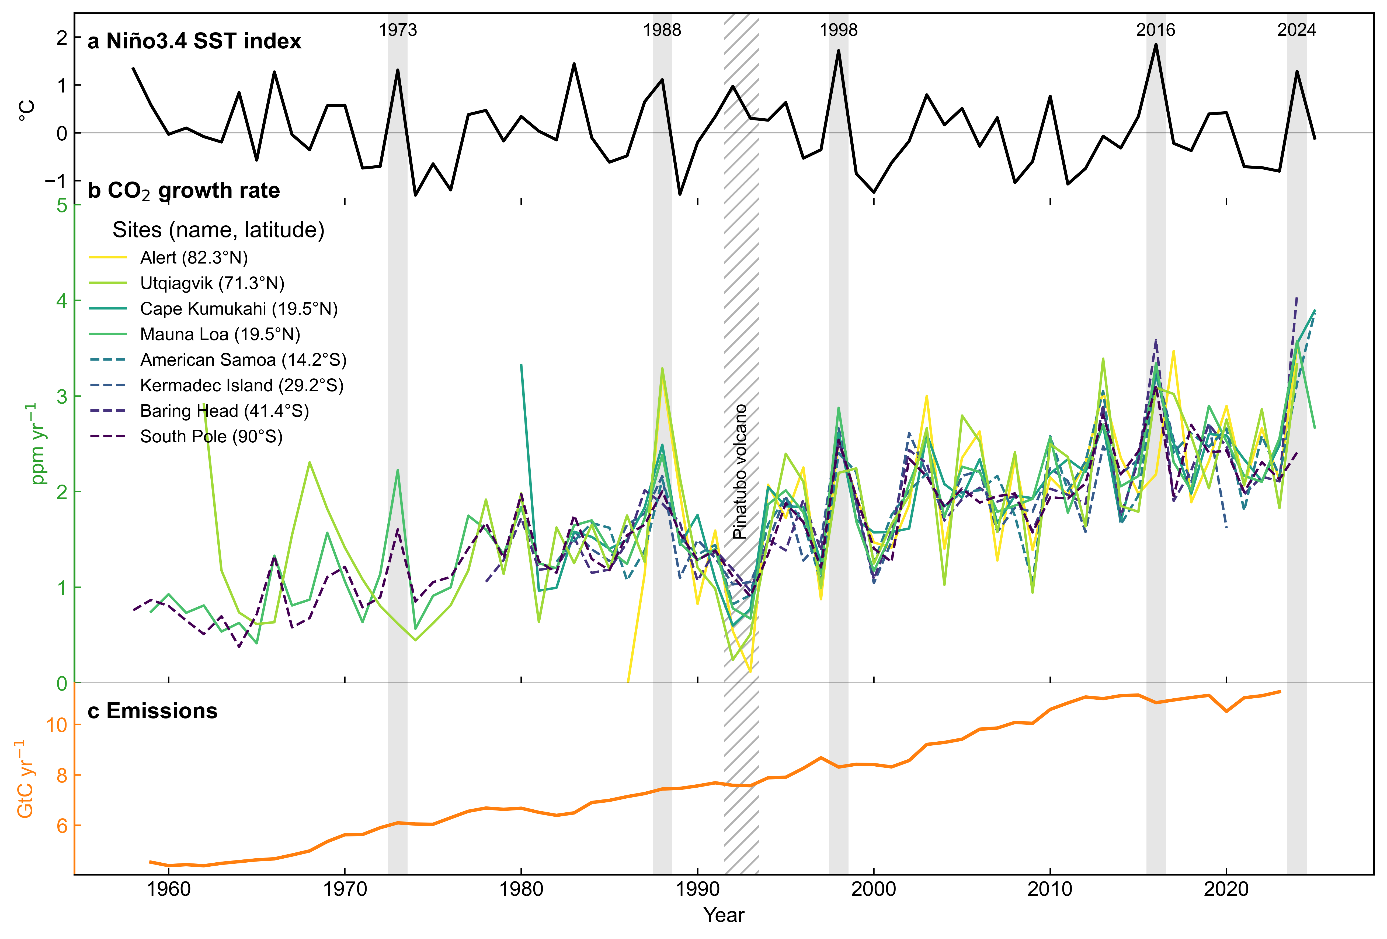 1973 1988 1998 2016 2024
a Niño3.4 SST index
2
1
0
−1
°C
b CO₂ growth rate
5
4
3
2
1
0
ppm yr⁻¹
Sites (name, latitude)
Alert (82.3°N)
Utqiagvik (71.3°N)
Cape Kumukahi (19.5°N)
Mauna Loa (19.5°N)
American Samoa (14.2°S)
Kermadec Island (29.2°S)
Baring Head (41.4°S)
South Pole (90°S)
Pinatubo volcano
c Emissions
10
8
6
GtC yr⁻¹
1960 1970 1980 1990 2000 2010 2020
Year